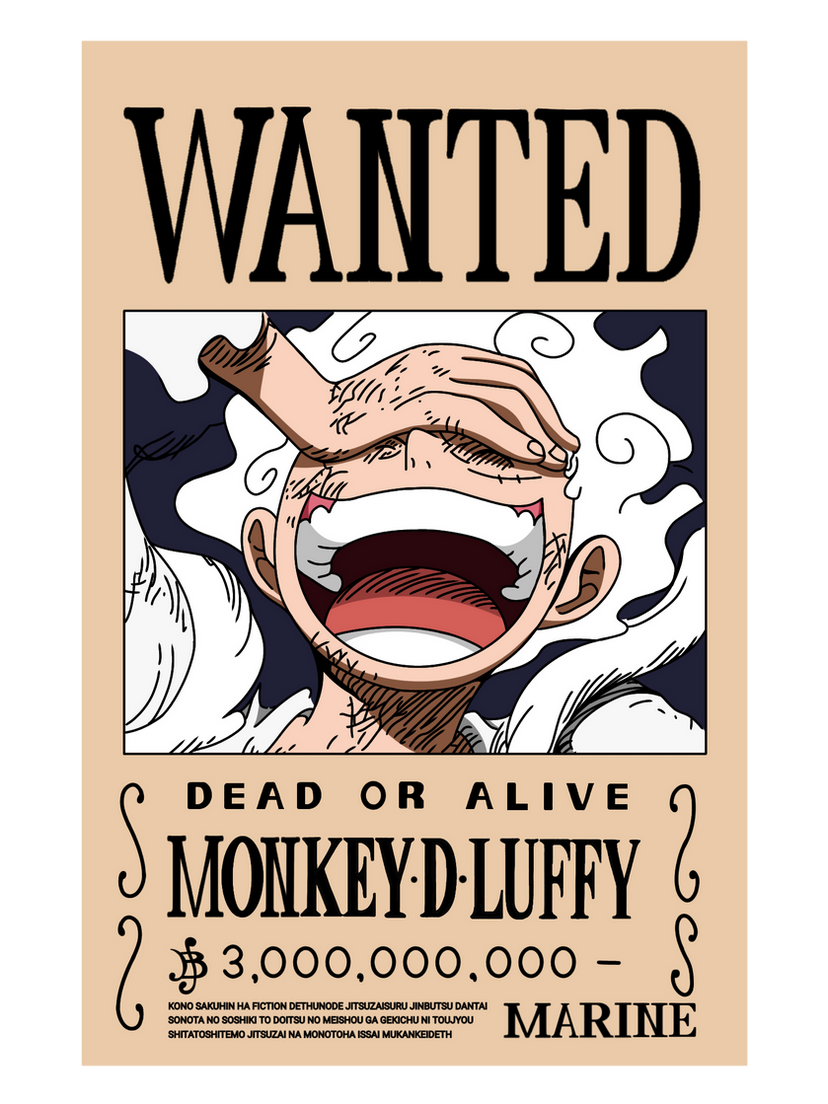 WANTED
DEAD OR ALIVE
MONKEY·D·LUFFY
฿ 3,000,000,000 –
KONO SAKUHIN HA FICTION DETHUNODE JITSUZAISURU JINBUTSU DANTAI
SONOTA NO SOSHIKI TO DOITSU NO MEISHOU GA GEKICHU NI TOUJYOU
SHITATOSHITEMO JITSUZAI NA MONOTOHA ISSAI MUKANKEIDETH
MARINE